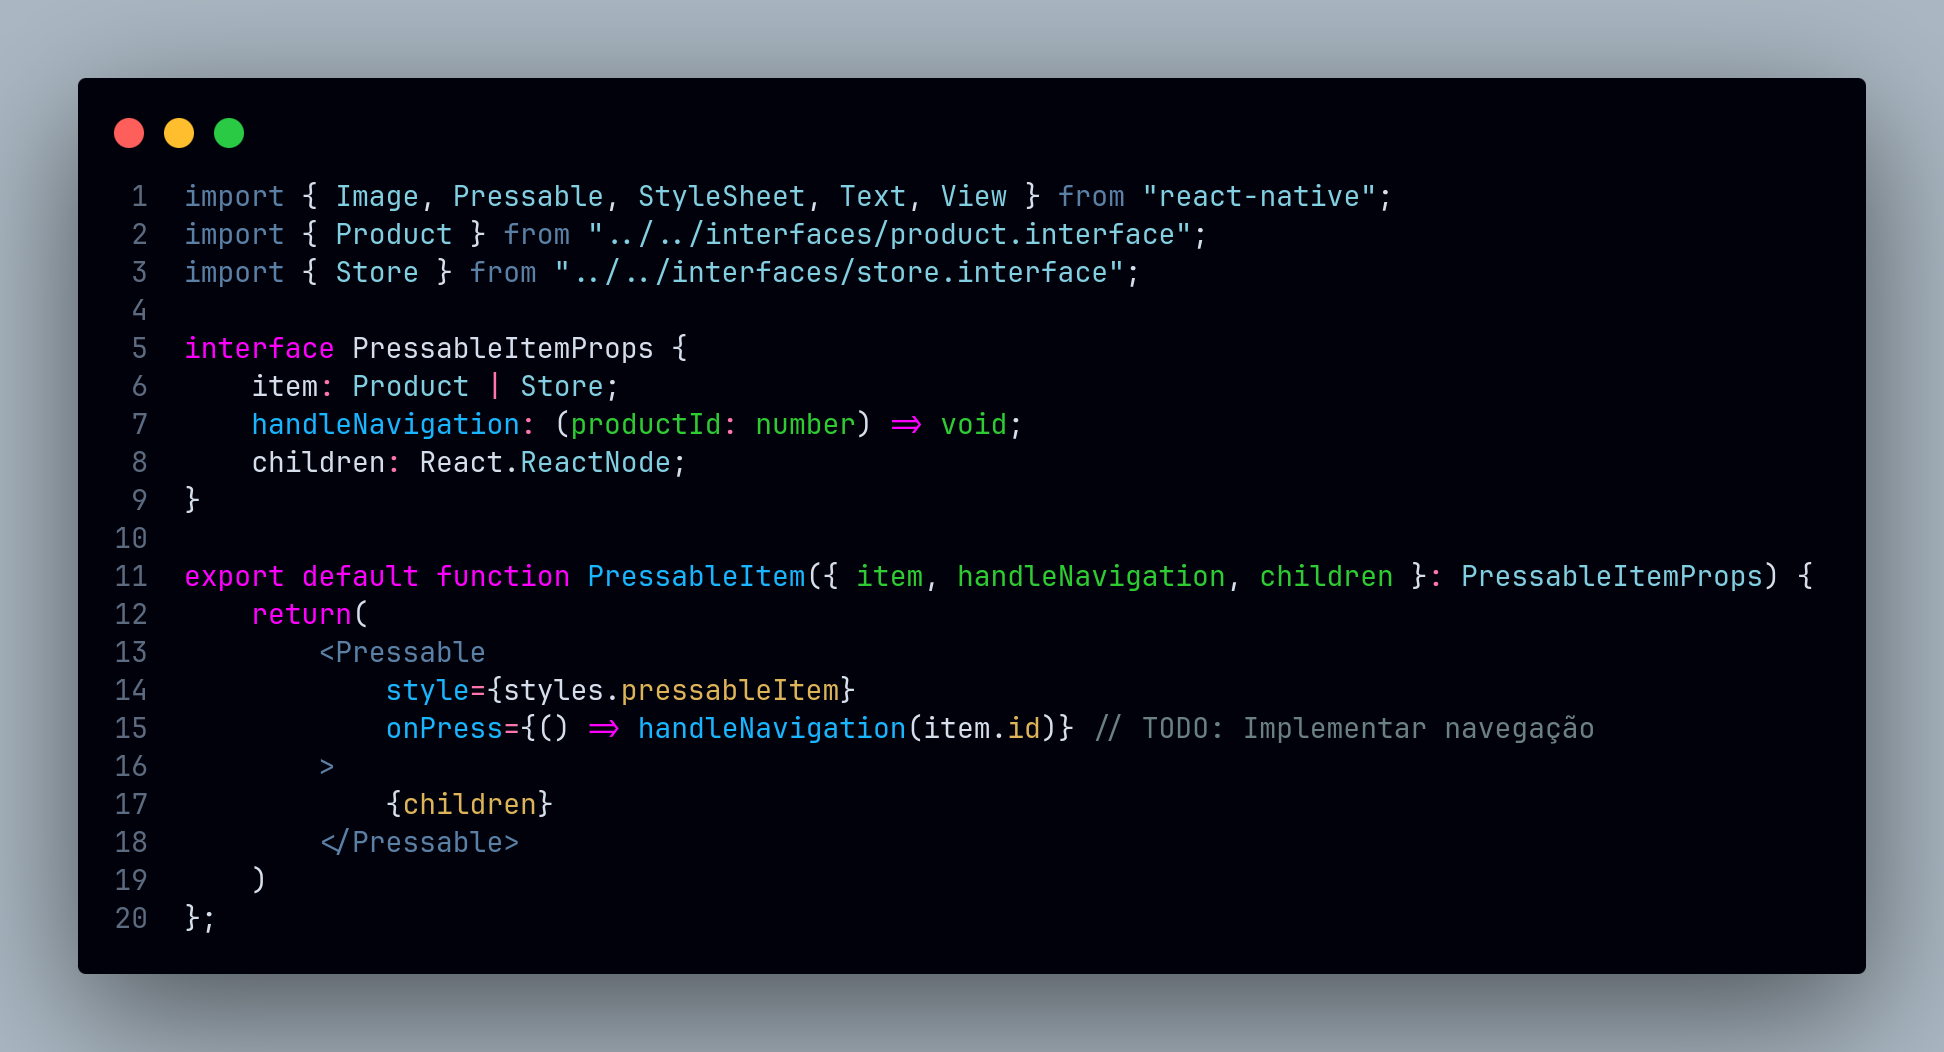 1 import { Image, Pressable, StyleSheet, Text, View } from "react-native";
2 import { Product } from "../../interfaces/product.interface";
3 import { Store } from "../../interfaces/store.interface";
4
5 interface PressableItemProps {
6     item: Product | Store;
7     handleNavigation: (productId: number) => void;
8     children: React.ReactNode;
9 }
10
11 export default function PressableItem({ item, handleNavigation, children }: PressableItemProps) {
12     return(
13         <Pressable
14             style={styles.pressableItem}
15             onPress={() => handleNavigation(item.id)} // TODO: Implementar navegação
16         >
17             {children}
18         </Pressable>
19     )
20 };